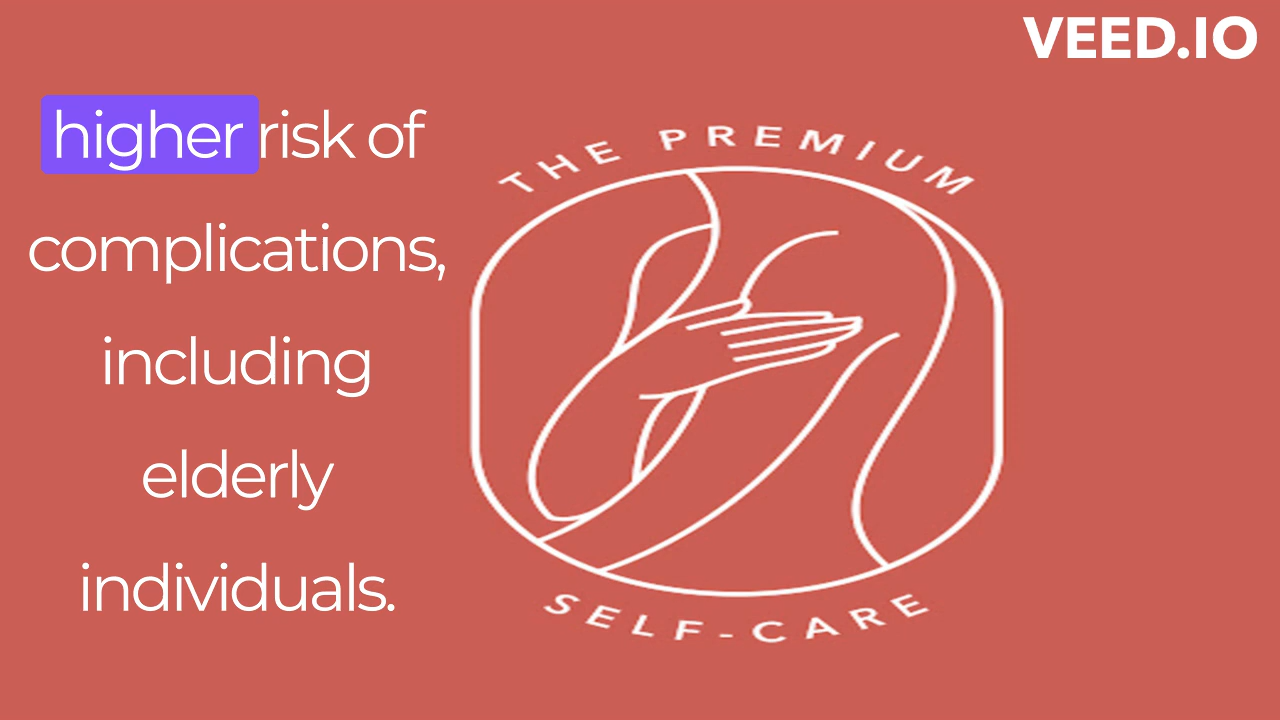 VEED.IO
higher risk of
complications,
including
elderly
individuals.
THE PREMIUM
SELF-CARE